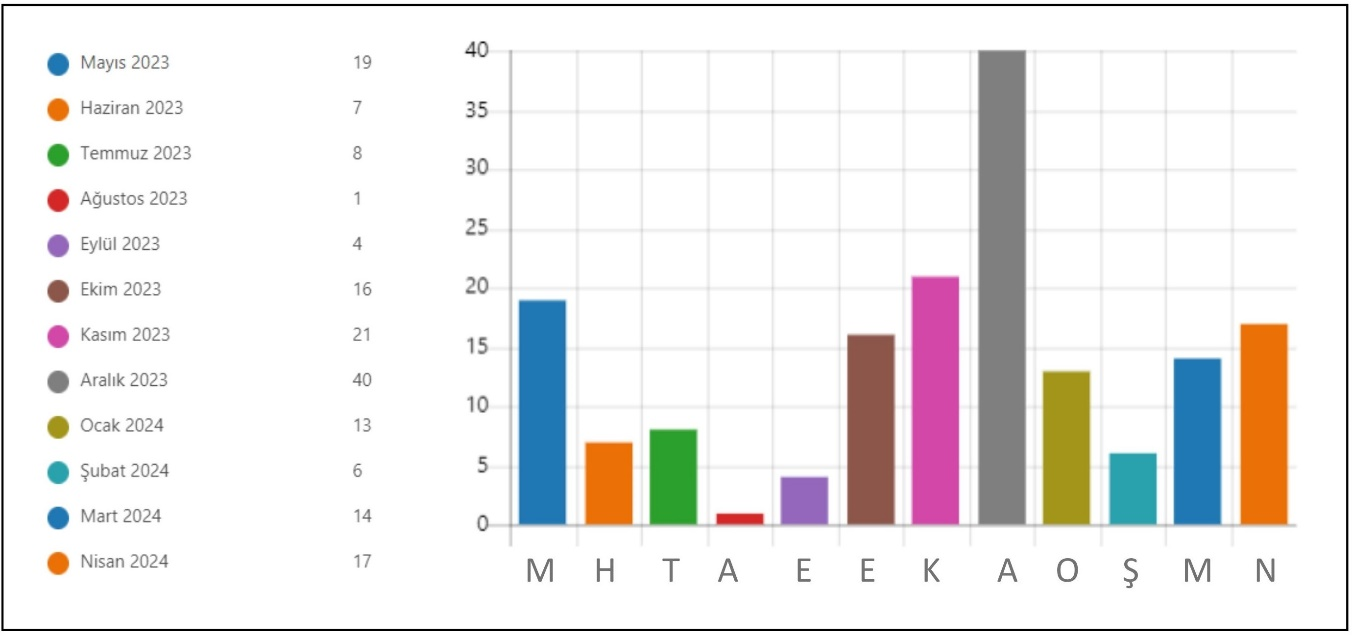 Mayıs 2023 19
Haziran 2023 7
Temmuz 2023 8
Ağustos 2023 1
Eylül 2023 4
Ekim 2023 16
Kasım 2023 21
Aralık 2023 40
Ocak 2024 13
Şubat 2024 6
Mart 2024 14
Nisan 2024 17
40
35
30
25
20
15
10
5
0
M H T A E E K A O Ş M N